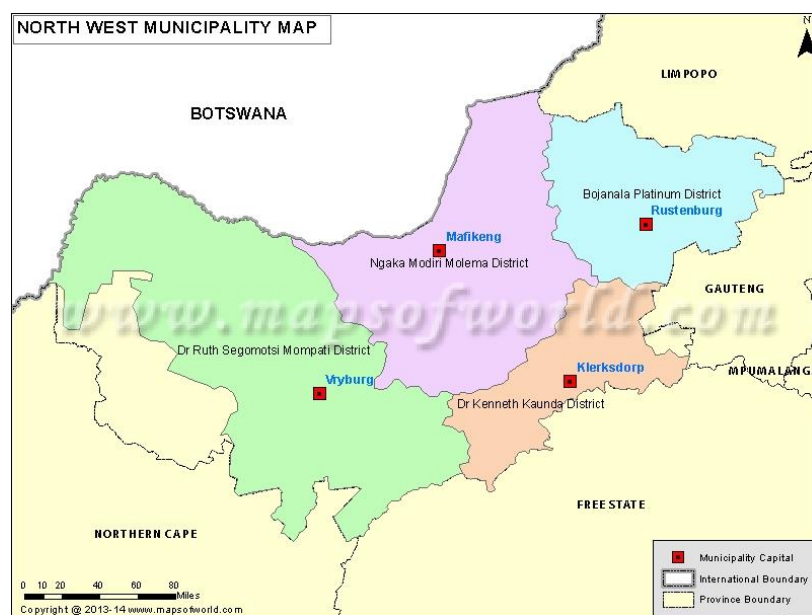 NORTH WEST MUNICIPALITY MAP
N
LIMPOPO
BOTSWANA
Bojanala Platinum District
Rustenburg
Mafikeng
Ngaka Modiri Molema District
GAUTENG
www.mapsofworld.com
Dr Ruth Segomotsi Mompati District
Vryburg
Klerksdorp
MPUMALANG
Dr Kenneth Kaunda District
FREE STATE
NORTHERN CAPE
Municipality Capital
International Boundary
Province Boundary
0 10 20 40 60 80
Miles
Copyright @ 2013-14 www.mapsofworld.com